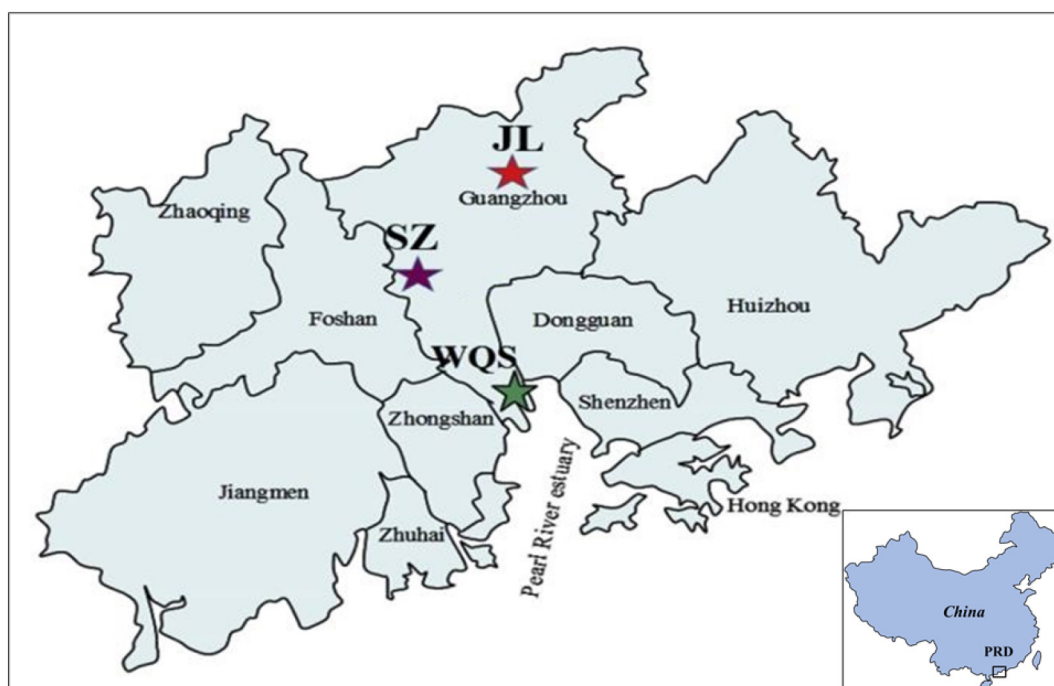 JL
Guangzhou
Zhaoqing
SZ
Foshan
Dongguan
Huizhou
WQS
Zhongshan
Shenzhen
Jiangmen
Pearl River estuary
Hong Kong
Zhuhai
China
PRD